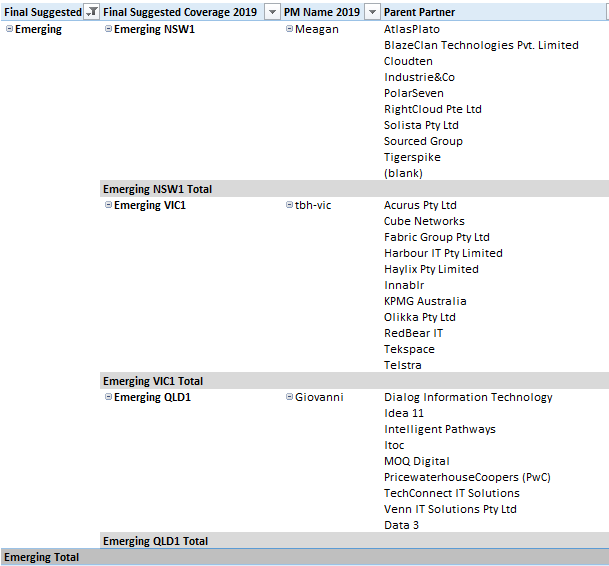 Final Suggested Final Suggested Coverage 2019 PM Name 2019 Parent Partner
Emerging Emerging NSW1 Meagan AtlasPlato
BlazeClan Technologies Pvt. Limited
Cloudten
Industrie&Co
PolarSeven
RightCloud Pte Ltd
Solista Pty Ltd
Sourced Group
Tigerspike
(blank)
Emerging NSW1 Total
Emerging VIC1 tbh-vic Acurus Pty Ltd
Cube Networks
Fabric Group Pty Ltd
Harbour IT Pty Limited
Haylix Pty Limited
Innablr
KPMG Australia
Olikka Pty Ltd
RedBear IT
Tekspace
Telstra
Emerging VIC1 Total
Emerging QLD1 Giovanni Dialog Information Technology
Idea 11
Intelligent Pathways
Itoc
MOQ Digital
PricewaterhouseCoopers (PwC)
TechConnect IT Solutions
Venn IT Solutions Pty Ltd
Data 3
Emerging QLD1 Total
Emerging Total